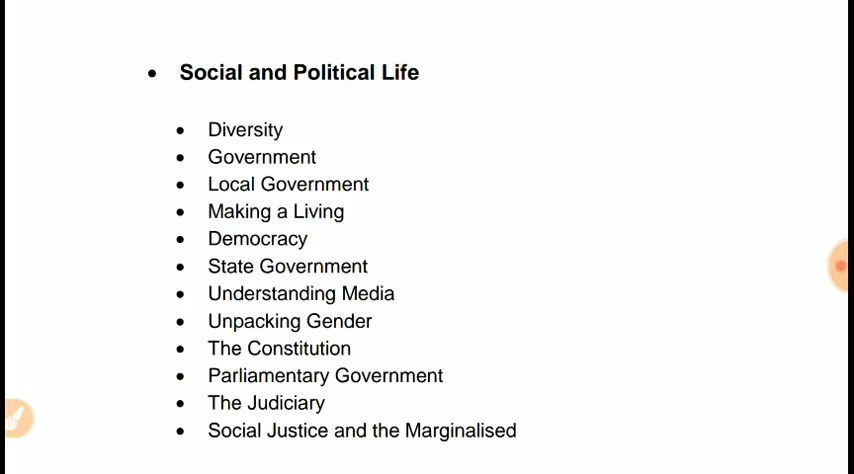 • Social and Political Life
• Diversity
• Government
• Local Government
• Making a Living
• Democracy
• State Government
• Understanding Media
• Unpacking Gender
• The Constitution
• Parliamentary Government
• The Judiciary
• Social Justice and the Marginalised